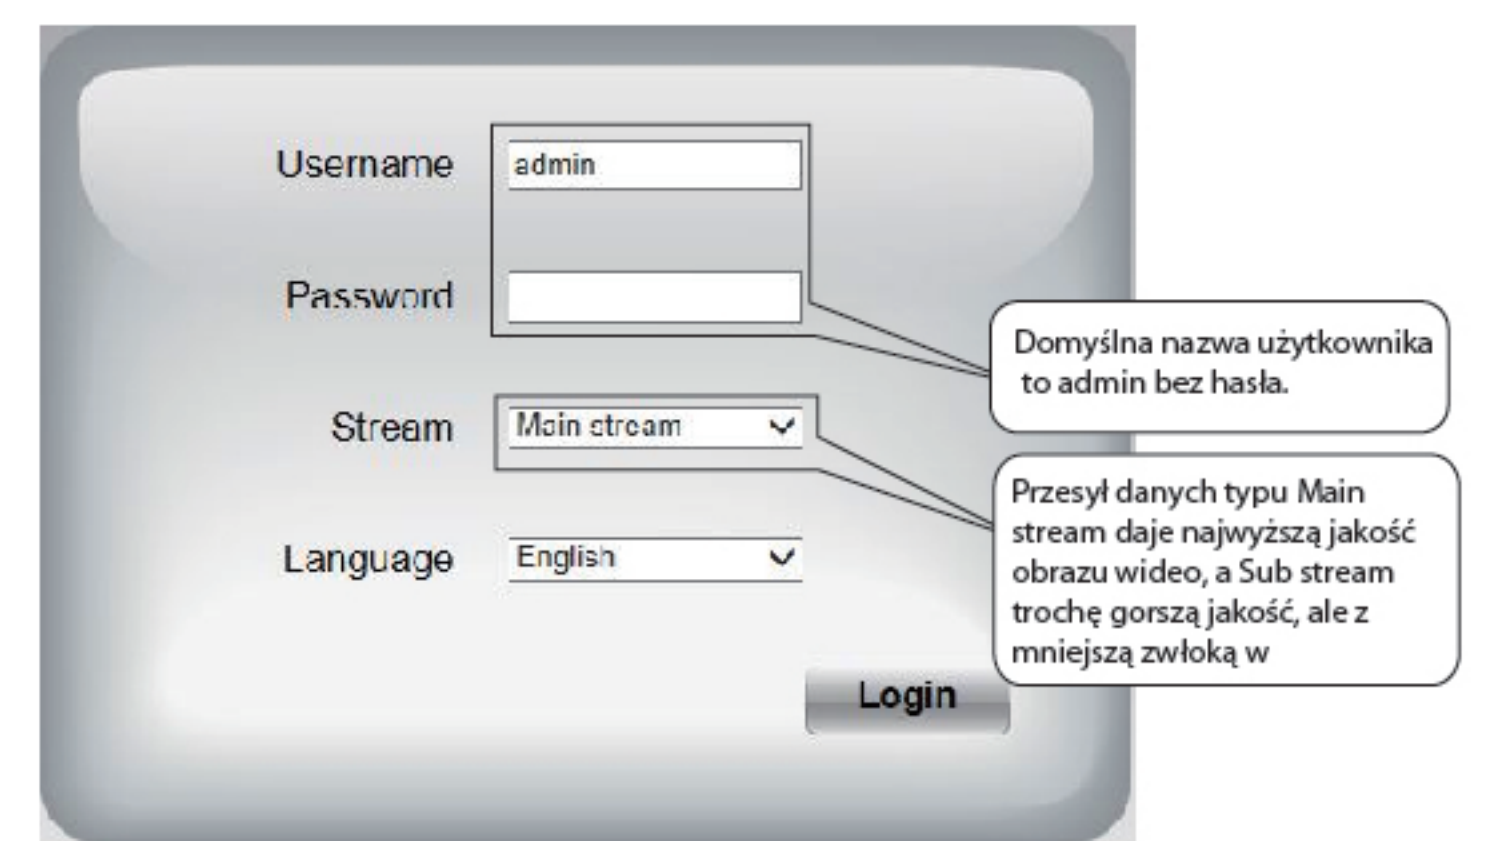 Username
admin
Password
Domyślna nazwa użytkownika
to admin bez hasła.
Stream
Main stream
Przesył danych typu Main
stream daje najwyższą jakość
obrazu wideo, a Sub stream
trochę gorszą jakość, ale z
mniejszą zwłoką w
Language
English
Login